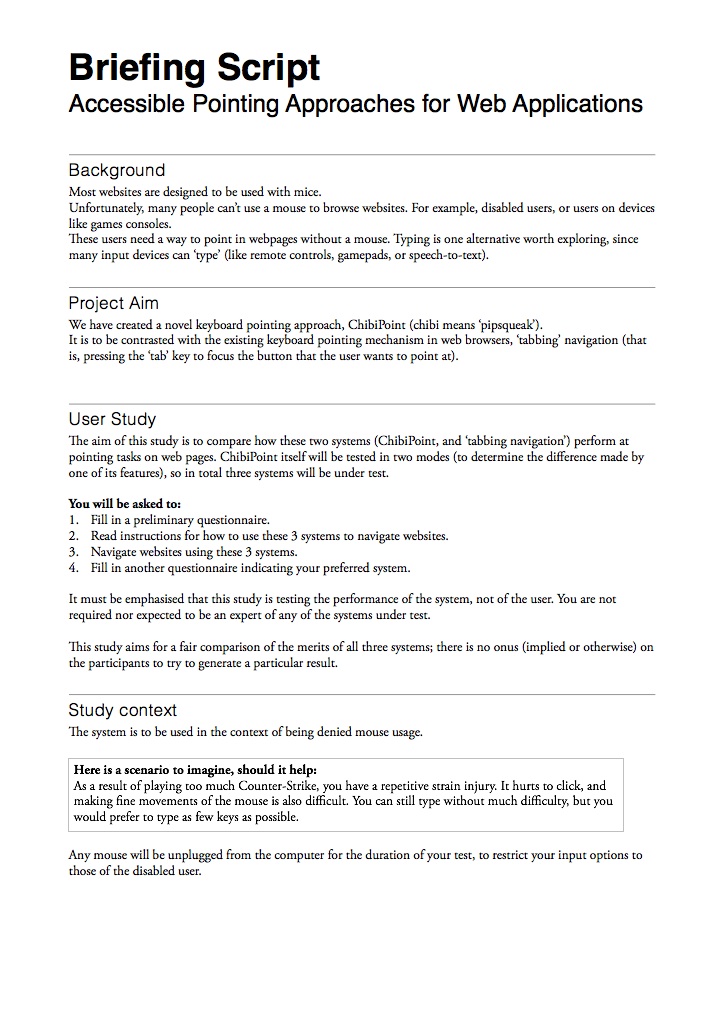 Briefing Script
Accessible Pointing Approaches for Web Applications
Background
Most websites are designed to be used with mice.
Unfortunately, many people can’t use a mouse to browse websites. For example, disabled users, or users on devices
like games consoles.
These users need a way to point in webpages without a mouse. Typing is one alternative worth exploring, since
many input devices can ‘type’ (like remote controls, gamepads, or speech-to-text).
Project Aim
We have created a novel keyboard pointing approach, ChibiPoint (chibi means ‘pipsqueak’).
It is to be contrasted with the existing keyboard pointing mechanism in web browsers, ‘tabbing’ navigation (that
is, pressing the ‘tab’ key to focus the button that the user wants to point at).
User Study
The aim of this study is to compare how these two systems (ChibiPoint, and ‘tabbing navigation’) perform at
pointing tasks on web pages. ChibiPoint itself will be tested in two modes (to determine the difference made by
one of its features), so in total three systems will be under test.
You will be asked to:
1. Fill in a preliminary questionnaire.
2. Read instructions for how to use these 3 systems to navigate websites.
3. Navigate websites using these 3 systems.
4. Fill in another questionnaire indicating your preferred system.
It must be emphasised that this study is testing the performance of the system, not of the user. You are not
required nor expected to be an expert of any of the systems under test.
This study aims for a fair comparison of the merits of all three systems; there is no onus (implied or otherwise) on
the participants to try to generate a particular result.
Study context
The system is to be used in the context of being denied mouse usage.
Here is a scenario to imagine, should it help:
As a result of playing too much Counter-Strike, you have a repetitive strain injury. It hurts to click, and
making fine movements of the mouse is also difficult. You can still type without much difficulty, but you
would prefer to type as few keys as possible.
Any mouse will be unplugged from the computer for the duration of your test, to restrict your input options to
those of the disabled user.